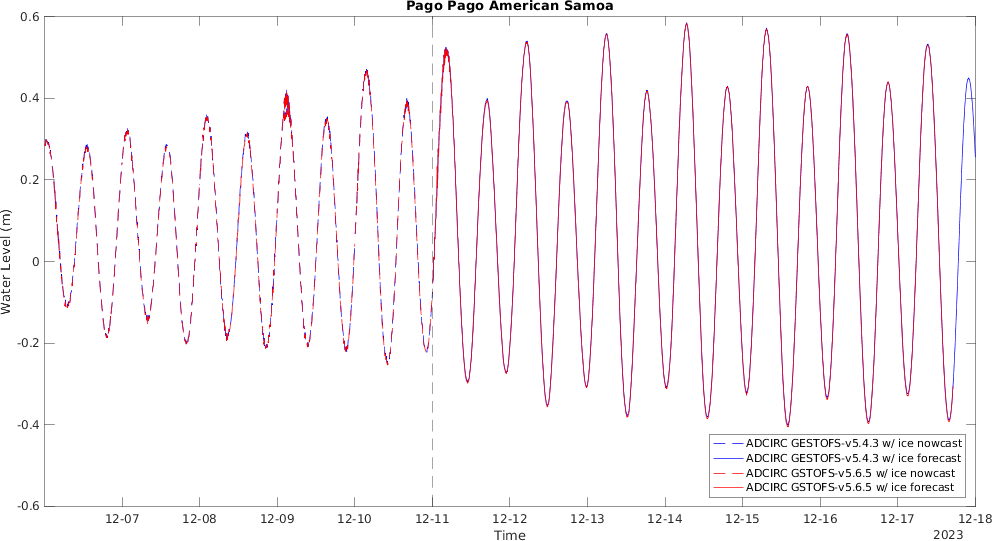 Pago Pago American Samoa
0.6
0.4
0.2
0
-0.2
-0.4
-0.6
Water Level (m)
ADCIRC GESTOFS-v5.4.3 w/ ice nowcast
ADCIRC GESTOFS-v5.4.3 w/ ice forecast
ADCIRC GSTOFS-v5.6.5 w/ ice nowcast
ADCIRC GSTOFS-v5.6.5 w/ ice forecast
12-07 12-08 12-09 12-10 12-11 12-12 12-13 12-14 12-15 12-16 12-17 12-18
Time
2023